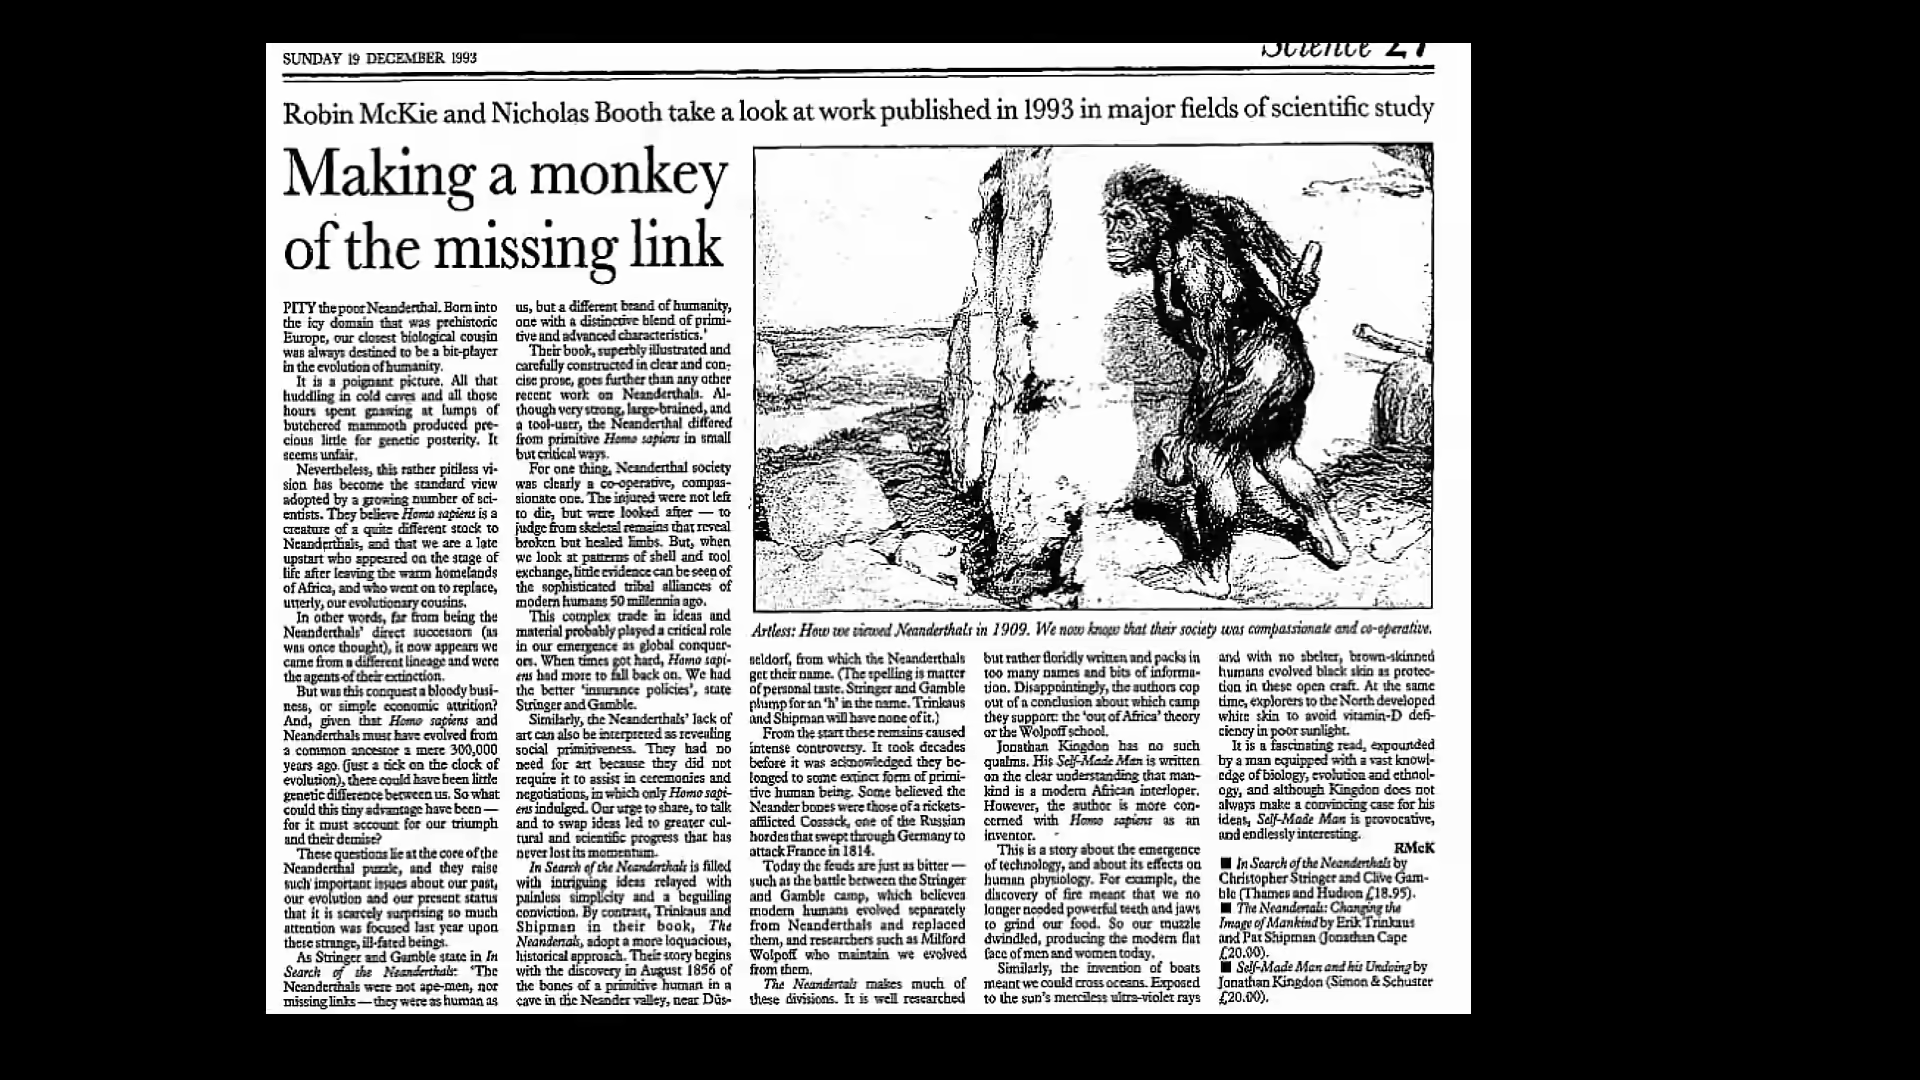 SUNDAY 19 DECEMBER 1993
Science 27
Robin McKie and Nicholas Booth take a look at work published in 1993 in major fields of scientific study
Making a monkey
of the missing link
PITY the poor Neanderthal. Born into
the icy domain that was prehistoric
Europe, our closest biological cousin
was always destined to be a bit-player
in the evolution of humanity.
It is a poignant picture. All that
huddling in cold caves and all those
hours spent gnawing at lumps of
butchered mammoth produced pre-
cious little for genetic posterity. It
seems unfair.
Nevertheless, this rather pitiless vi-
sion has become the standard view
adopted by a growing number of sci-
entists. They believe Homo sapiens is a
creature of a quite different stock to
Neanderthals, and that we are a late
upstart who appeared on the stage of
life after leaving the warm homelands
of Africa, and who went on to replace,
utterly, our evolutionary cousins.
In other words, far from being the
Neanderthals' direct successors (as
was once thought), it now appears we
came from a different lineage and were
the agents of their extinction.
But was this conquest a bloody busi-
ness, or simple economic attrition?
And, given that Homo sapiens and
Neanderthals must have evolved from
a common ancestor a mere 300,000
years ago. (just a tick on the clock of
evolution), there could have been little
genetic difference between us. So what
could this tiny advantage have been —
for it must account for our triumph
and their demise?
These questions lie at the core of the
Neanderthal puzzle, and they raise
such important issues about our past,
our evolution and our present status
that it is scarcely surprising so much
attention was focused last year upon
these strange, ill-fated beings.
As Stringer and Gamble state in In
Search of the Neanderthals: 'The
Neanderthals were not ape-men, nor
missing links — they were as human as
us, but a different brand of humanity,
one with a distinctive blend of primi-
tive and advanced characteristics.'
Their book, superbly illustrated and
carefully constructed in clear and con-
cise prose, goes further than any other
recent work on Neanderthals. Al-
though very strong, large-brained, and
a tool-user, the Neanderthal differed
from primitive Homo sapiens in small
but critical ways.
For one thing, Neanderthal society
was clearly a co-operative, compas-
sionate one. The injured were not left
to die, but were looked after — to
judge from skeletal remains that reveal
broken but healed limbs. But, when
we look at patterns of shell and tool
exchange, little evidence can be seen of
the sophisticated tribal alliances of
modern humans 50 millennia ago.
This complex trade in ideas and
material probably played a critical role
in our emergence as global conquer-
ors. When times got hard, Homo sapi-
ens had more to fall back on. We had
the better 'insurance policies', state
Stringer and Gamble.
Similarly, the Neanderthals' lack of
art can also be interpreted as revealing
social primitiveness. They had no
need for art because they did not
require it to assist in ceremonies and
negotiations, in which only Homo sapi-
ens indulged. Our urge to share, to talk
and to swap ideas led to greater cul-
tural and scientific progress that has
never lost its momentum.
In Search of the Neanderthals is filled
with intriguing ideas relayed with
painless simplicity and a beguiling
conviction. By contrast, Trinkaus and
Shipman in their book, The
Neandertals, adopt a more loquacious,
historical approach. Their story begins
with the discovery in August 1856 of
the bones of a primitive human in a
cave in the Neander valley, near Düs-
Artless: How we viewed Neanderthals in 1909. We now know that their society was compassionate and co-operative.
seldorf, from which the Neanderthals
get their name. (The spelling is matter
of personal taste. Stringer and Gamble
plump for an 'h' in the name. Trinkaus
and Shipman will have none of it.)
From the start these remains caused
intense controversy. It took decades
before it was acknowledged they be-
longed to some extinct form of primi-
tive human being. Some believed the
Neander bones were those of a rickets-
afflicted Cossack, one of the Russian
hordes that swept through Germany to
attack France in 1814.
Today the feuds are just as bitter —
such as the battle between the Stringer
and Gamble camp, which believes
modern humans evolved separately
from Neanderthals and replaced
them, and researchers such as Milford
Wolpoff who maintain we evolved
from them.
The Neandertals makes much of
these divisions. It is well researched
but rather floridly written and packs in
too many names and bits of informa-
tion. Disappointingly, the authors cop
out of a conclusion about which camp
they support: the 'out of Africa' theory
or the Wolpoff school.
Jonathan Kingdon has no such
qualms. His Self-Made Man is written
on the clear understanding that man-
kind is a modern African interloper.
However, the author is more con-
cerned with Homo sapiens as an
inventor.
This is a story about the emergence
of technology, and about its effects on
human physiology. For example, the
discovery of fire meant that we no
longer needed powerful teeth and jaws
to grind our food. So our muzzle
dwindled, producing the modern flat
face of men and women today.
Similarly, the invention of boats
meant we could cross oceans. Exposed
to the sun's merciless ultra-violet rays
and with no shelter, brown-skinned
humans evolved black skin as protec-
tion in these open craft. At the same
time, explorers to the North developed
white skin to avoid vitamin-D defi-
ciency in poor sunlight.
It is a fascinating read, expounded
by a man equipped with a vast knowl-
edge of biology, evolution and ethnol-
ogy, and although Kingdon does not
always make a convincing case for his
ideas, Self-Made Man is provocative,
and endlessly interesting.
RMcK
■ In Search of the Neanderthals by
Christopher Stringer and Clive Gam-
ble (Thames and Hudson £18.95).
■ The Neandertals: Changing the
Image of Mankind by Erik Trinkaus
and Pat Shipman (Jonathan Cape
£20.00).
■ Self-Made Man and his Undoing by
Jonathan Kingdon (Simon & Schuster
£20.00).